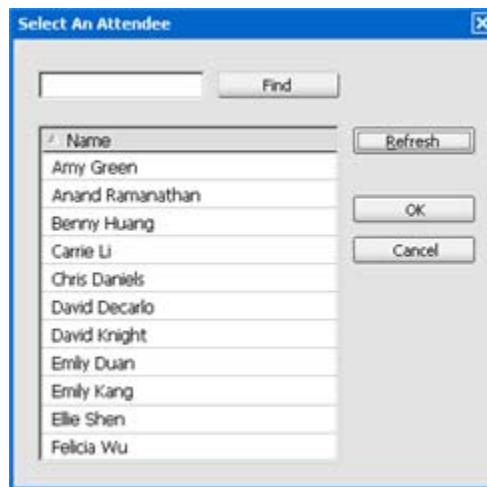 Select An Attendee
Find
Name
Refresh
Amy Green
Anand Ramanathan
Benny Huang
OK
Carrie Li
Cancel
Chris Daniels
David Decarlo
David Knight
Emily Duan
Emily Kang
Ellie Shen
Felicia Wu